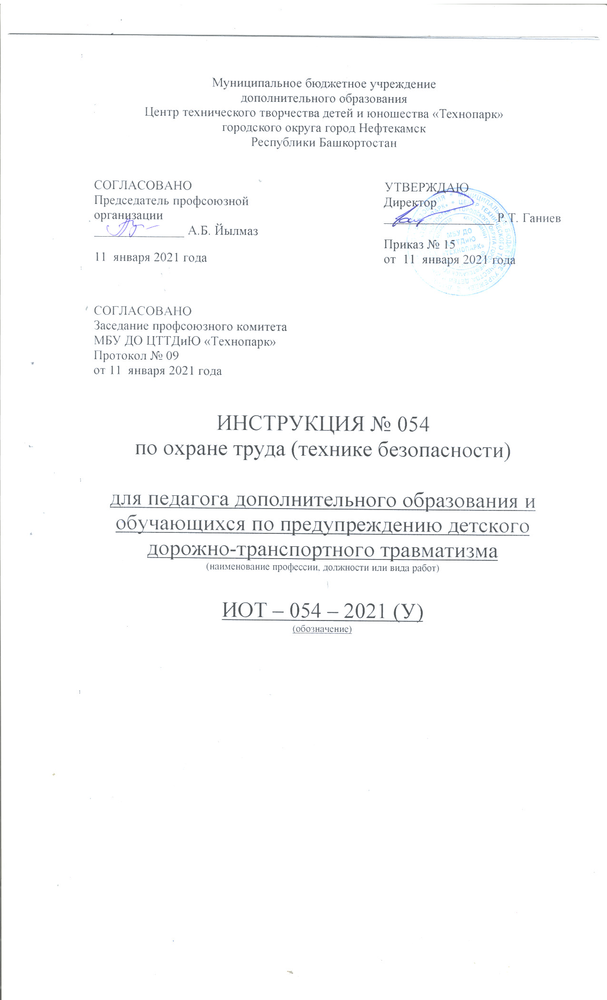 Муниципальное бюджетное учреждение
дополнительного образования
Центр технического творчества детей и юношества «Технопарк»
городского округа город Нефтекамск
Республики Башкортостан
СОГЛАСОВАНО
Председатель профсоюзной
организации
______________ А.Б. Йылмаз
11 января 2021 года
УТВЕРЖДАЮ
Директор
_________________ Р.Т. Ганиев
Приказ № 15
от 11 января 2021 года
МБУ ДО
ЦТТДиЮ
«ТЕХНОПАРК»
СОГЛАСОВАНО
Заседание профсоюзного комитета
МБУ ДО ЦТТДиЮ «Технопарк»
Протокол № 09
от 11 января 2021 года
ИНСТРУКЦИЯ № 054
по охране труда (технике безопасности)
для педагога дополнительного образования и
обучающихся по предупреждению детского
дорожно-транспортного травматизма
(наименование профессии, должности или вида работ)
ИОТ – 054 – 2021 (У)
(обозначение)